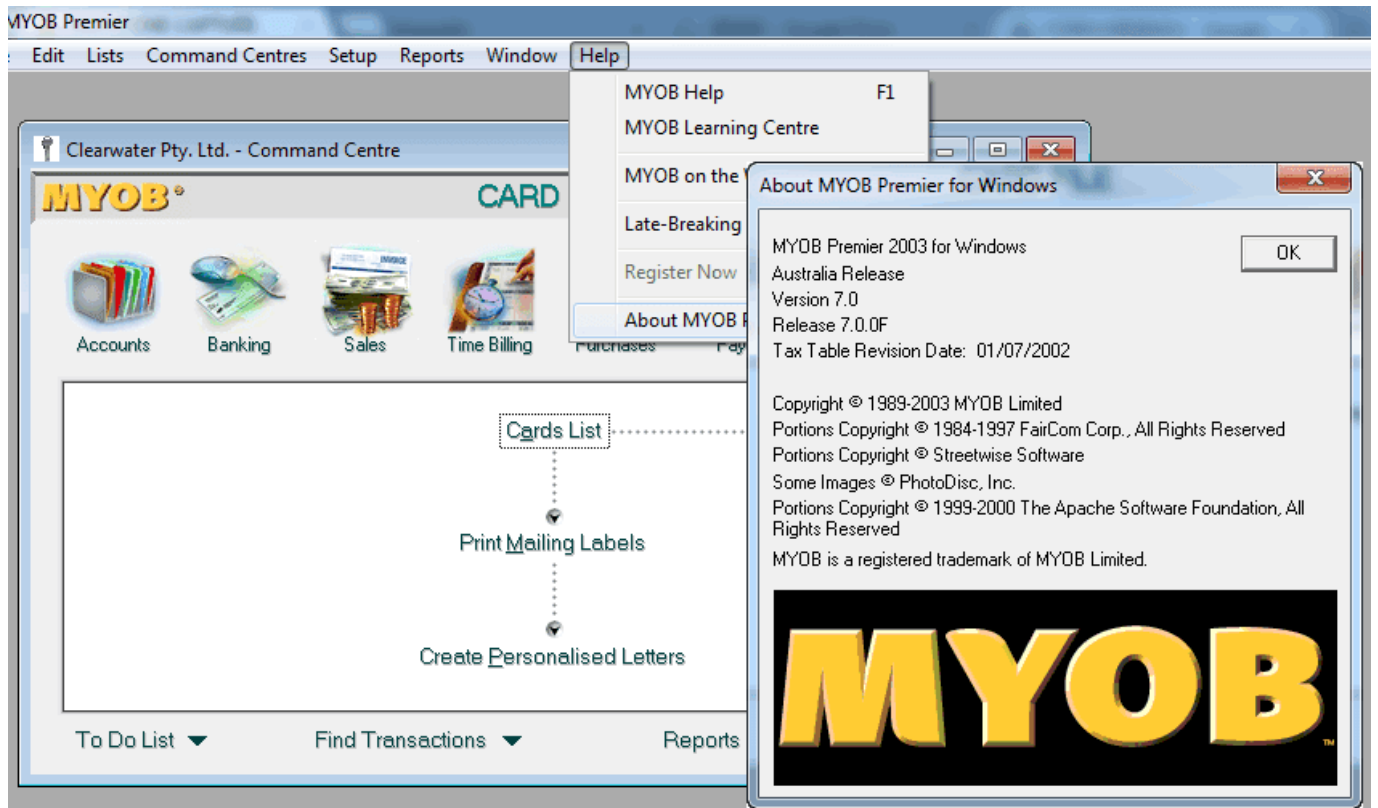 MYOB Premier
Edit Lists Command Centres Setup Reports Window Help
MYOB Help F1
MYOB Learning Centre
MYOB on the
Late-Breaking
Register Now
About MYOB
Clearwater Pty. Ltd. - Command Centre
MYOB® CARD
Accounts Banking Sales Time Billing Purchases Pay
Cards List
Print Mailing Labels
Create Personalised Letters
To Do List Find Transactions Reports
About MYOB Premier for Windows
OK
MYOB Premier 2003 for Windows
Australia Release
Version 7.0
Release 7.0.0F
Tax Table Revision Date: 01/07/2002
Copyright © 1989-2003 MYOB Limited
Portions Copyright © 1984-1997 FairCom Corp., All Rights Reserved
Portions Copyright © Streetwise Software
Some Images © PhotoDisc, Inc.
Portions Copyright © 1999-2000 The Apache Software Foundation, All
Rights Reserved
MYOB is a registered trademark of MYOB Limited.
MYOB™